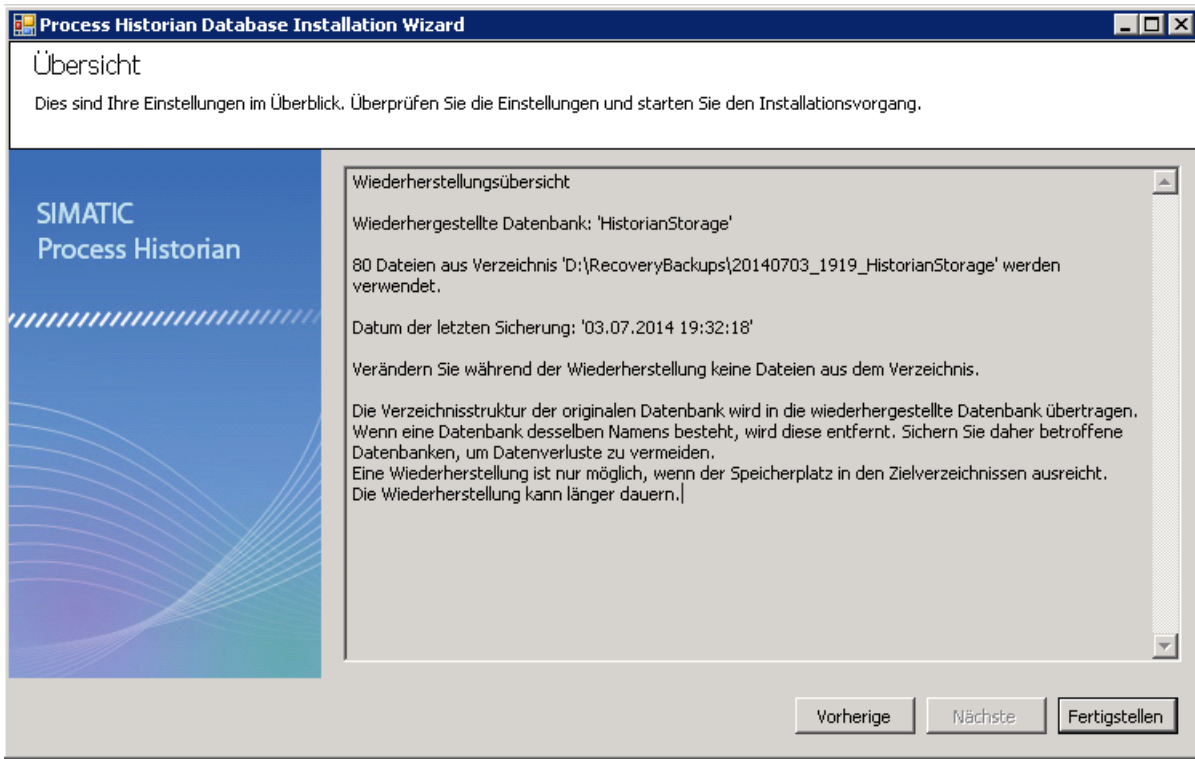 Process Historian Database Installation Wizard
Übersicht
Dies sind Ihre Einstellungen im Überblick. Überprüfen Sie die Einstellungen und starten Sie den Installationsvorgang.
SIMATIC
Process Historian
Wiederherstellungsübersicht
Wiederhergestellte Datenbank: 'HistorianStorage'
80 Dateien aus Verzeichnis 'D:\RecoveryBackups\20140703_1919_HistorianStorage' werden
verwendet.
Datum der letzten Sicherung: '03.07.2014 19:32:18'
Verändern Sie während der Wiederherstellung keine Dateien aus dem Verzeichnis.
Die Verzeichnisstruktur der originalen Datenbank wird in die wiederhergestellte Datenbank übertragen.
Wenn eine Datenbank desselben Namens besteht, wird diese entfernt. Sichern Sie daher betroffene
Datenbanken, um Datenverluste zu vermeiden.
Eine Wiederherstellung ist nur möglich, wenn der Speicherplatz in den Zielverzeichnissen ausreicht.
Die Wiederherstellung kann länger dauern.
Vorherige
Nächste
Fertigstellen